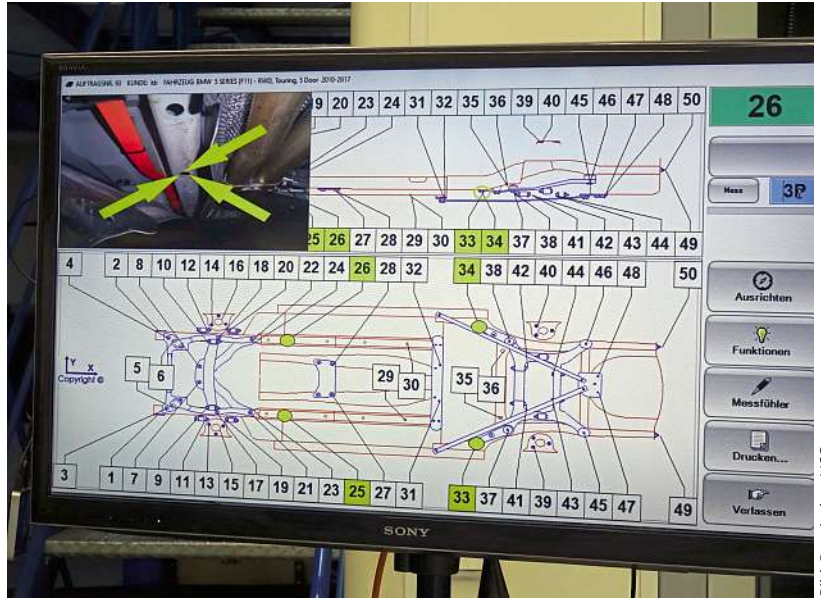 BRAVIA
AUFTRAGSNR. 93 KUNDE: kti FAHRZEUG: BMW 5 SERIES (F11) - RWD, Touring, 5 Door 2010-2017
19 20 23 24 31 32 35 36 39 40 45 46 47 48 50
26
Mess
25 26 27 28 29 30 33 34 37 38 41 42 43 44 49
4 2 8 10 12 14 16 18 20 22 24 26 28 32 34 38 42 40 44 46 48 50
Ausrichten
5 6
29 30
35 36
Y
X
Copyright ©
Funktionen
Messfühler
Drucken...
3 1 7 9 11 13 15 17 19 21 23 25 27 31 33 37 41 39 43 45 47 49
Verlassen
SONY